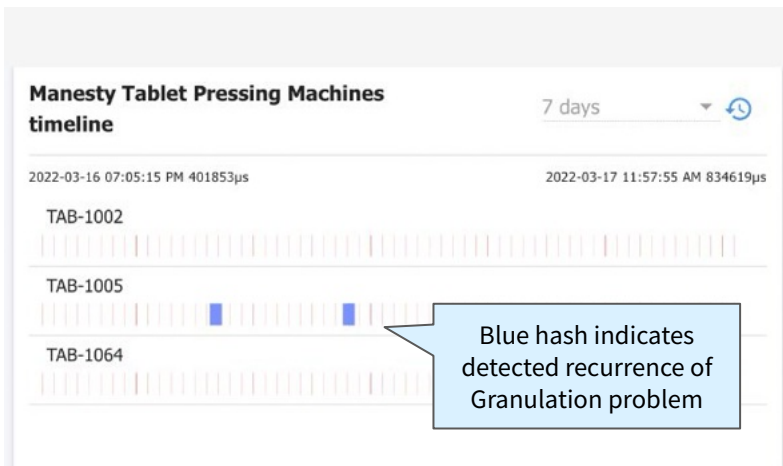 Manesty Tablet Pressing Machines
timeline
7 days
2022-03-16 07:05:15 PM 401853µs
2022-03-17 11:57:55 AM 834619µs
TAB-1002
TAB-1005
TAB-1064
Blue hash indicates
detected recurrence of
Granulation problem